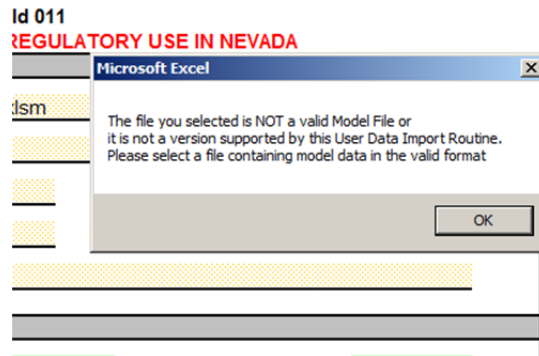 ld 011
REGULATORY USE IN NEVADA
Microsoft Excel
xlsm
The file you selected is NOT a valid Model File or
it is not a version supported by this User Data Import Routine.
Please select a file containing model data in the valid format
OK